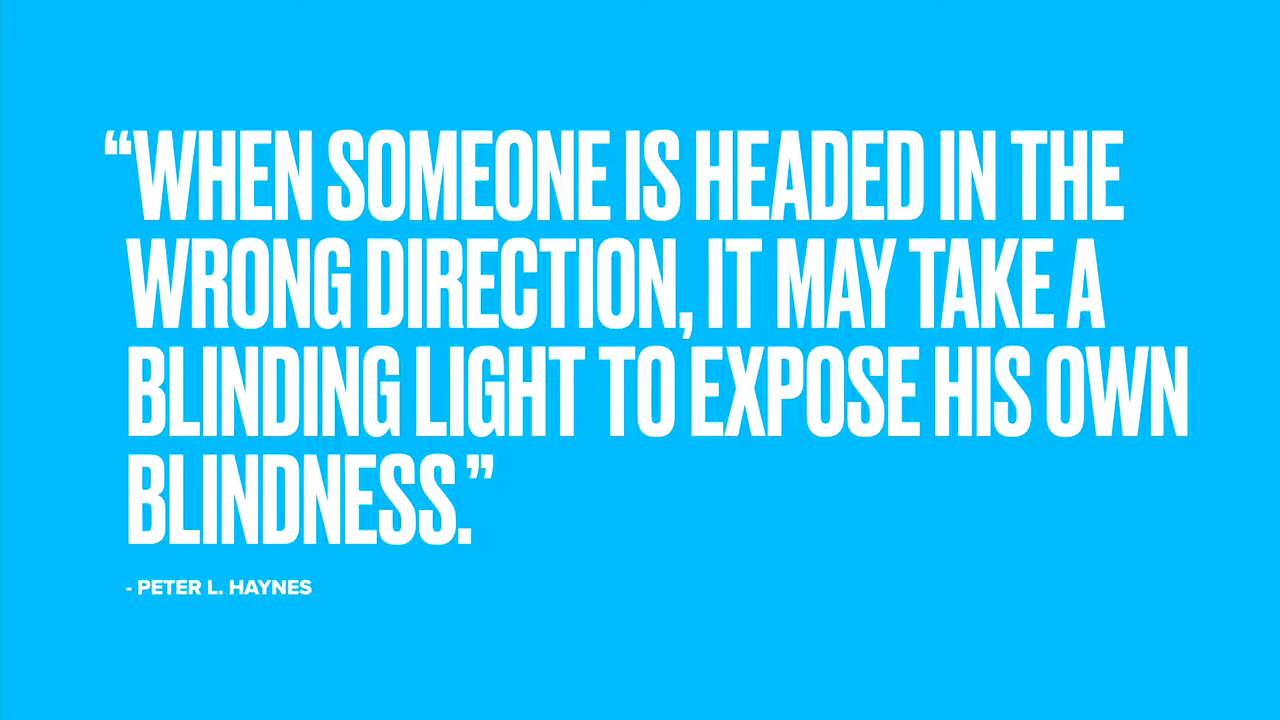 “WHEN SOMEONE IS HEADED IN THE
WRONG DIRECTION, IT MAY TAKE A
BLINDING LIGHT TO EXPOSE HIS OWN
BLINDNESS.”
- PETER L. HAYNES